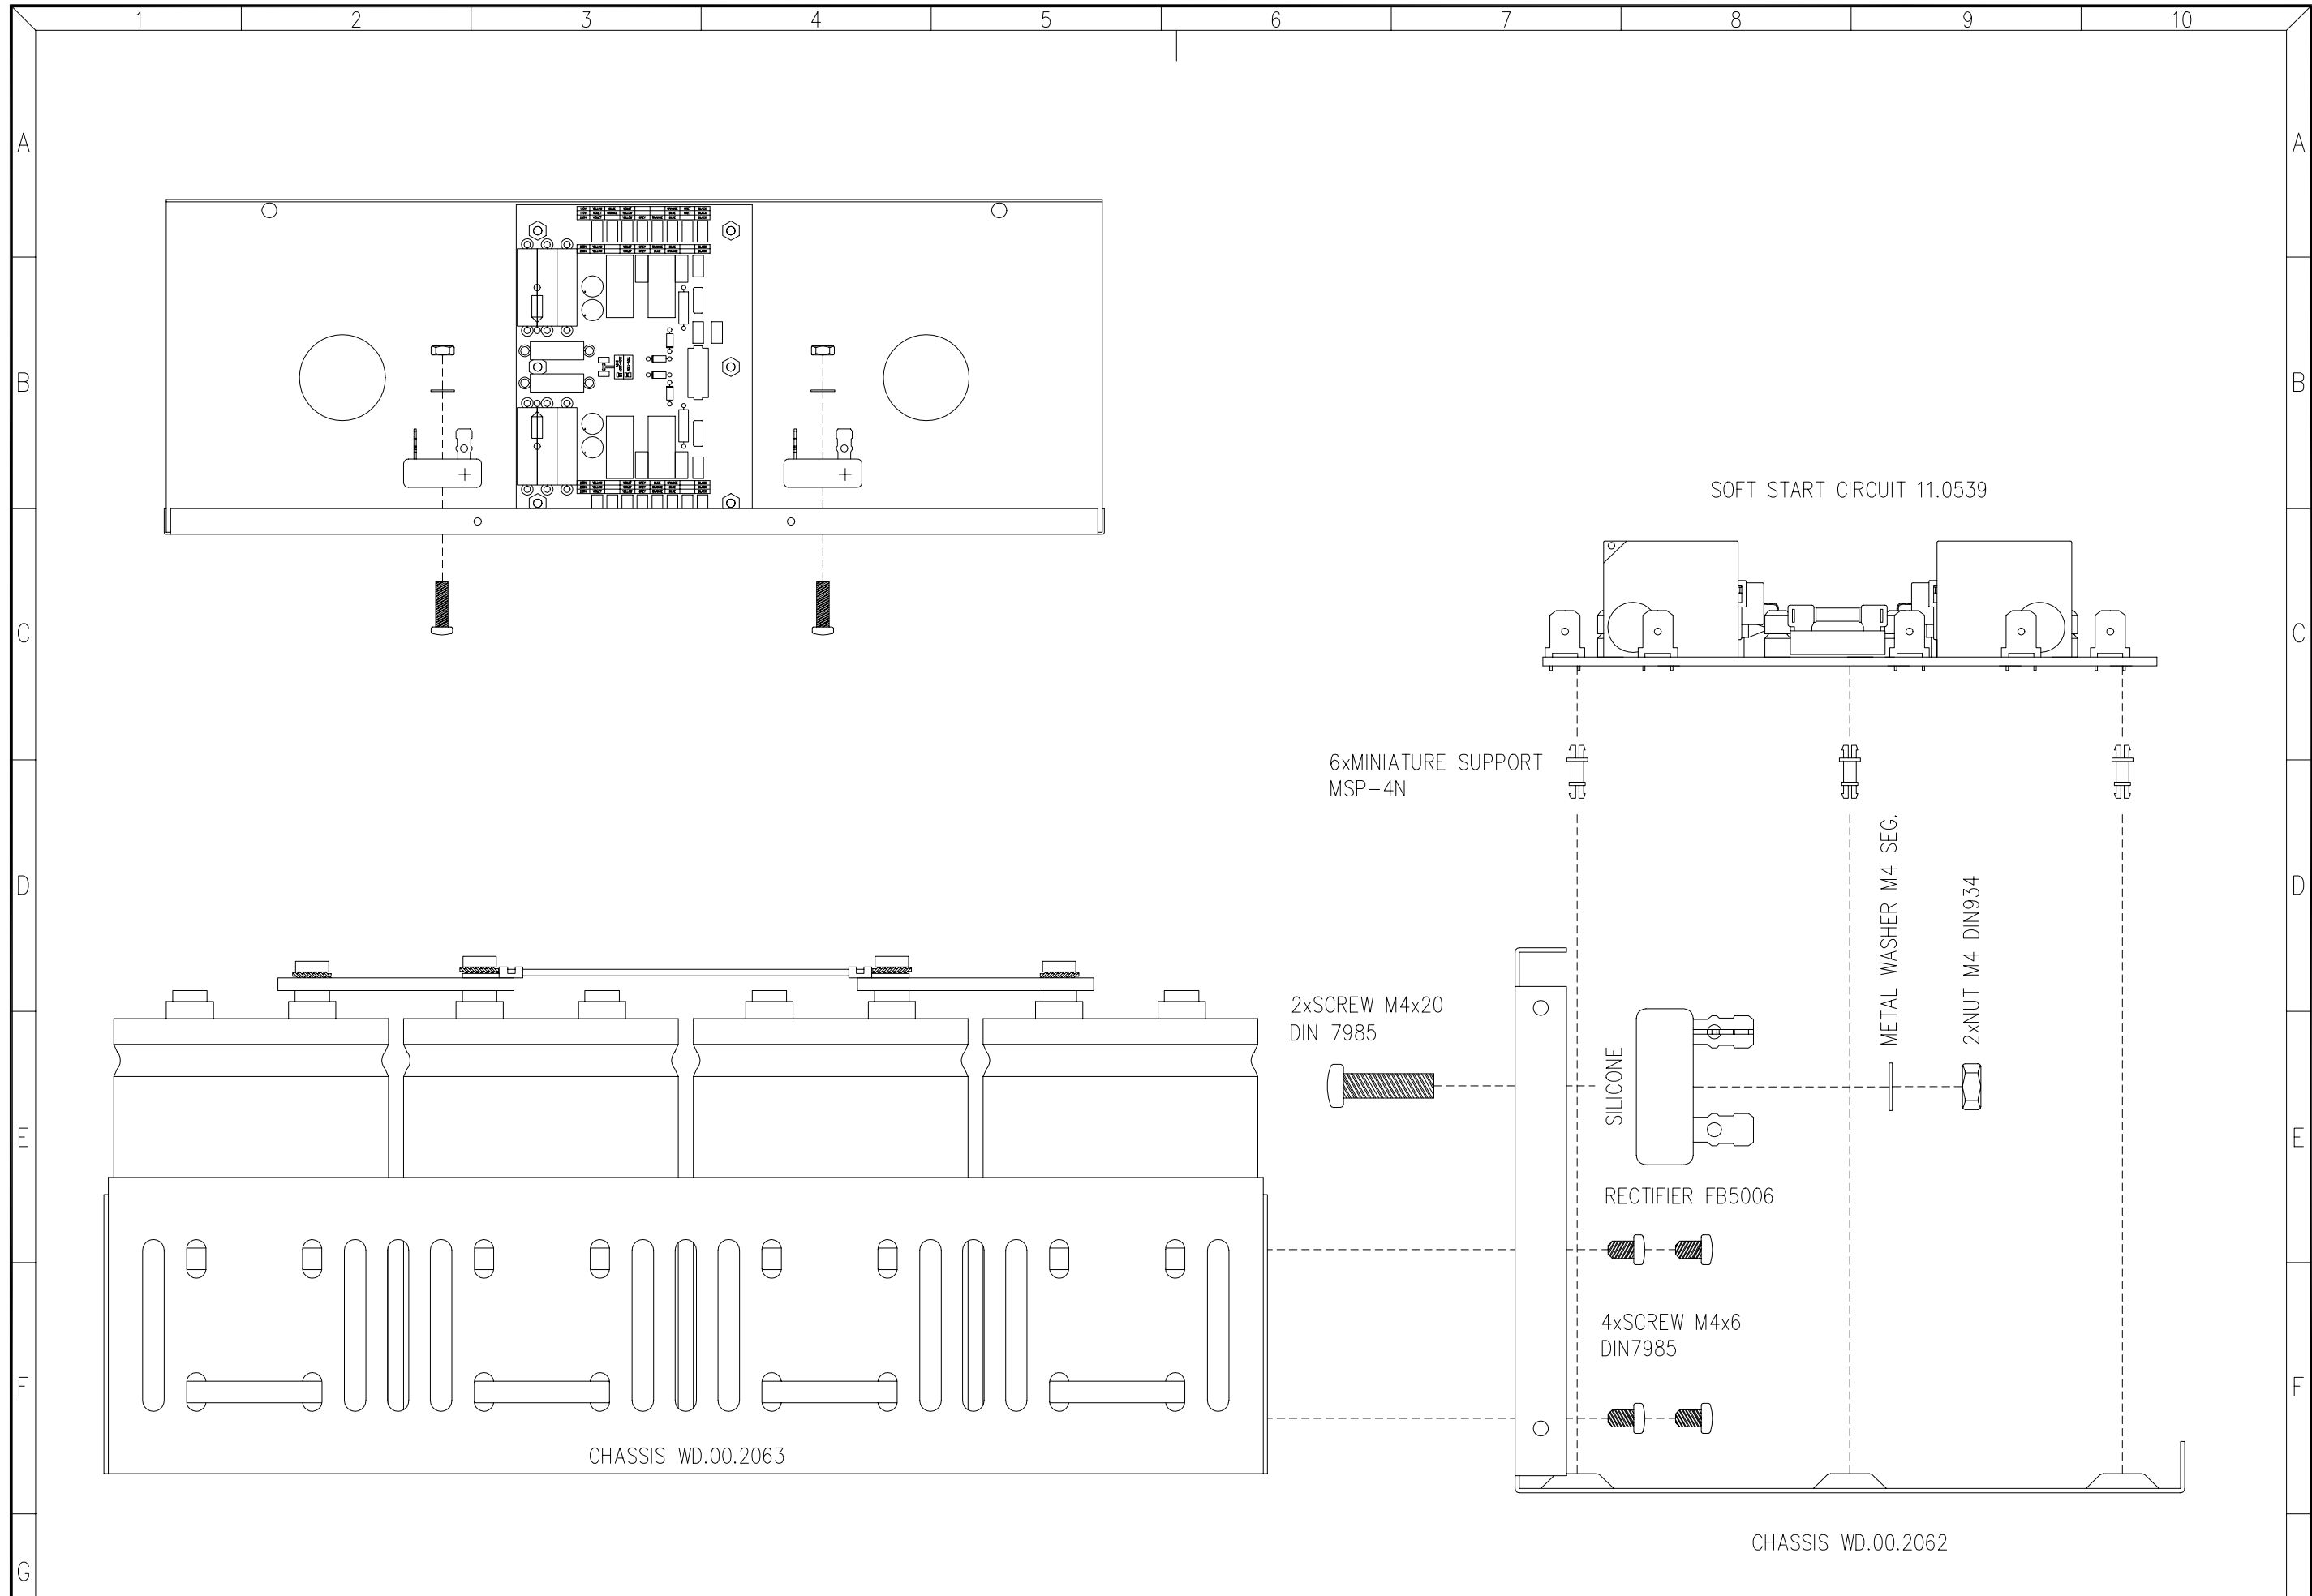 1 2 3 4 5 6 7 8 9 10
A A
B B
SOFT START CIRCUIT 11.0539
C C
6xMINIATURE SUPPORT
MSP-4N
METAL WASHER M4 SEG.
2xNUT M4 DIN934
D D
2xSCREW M4x20
DIN 7985
SILICONE
E E
RECTIFIER FB5006
4xSCREW M4x6
DIN7985
F F
CHASSIS WD.00.2063
CHASSIS WD.00.2062
G